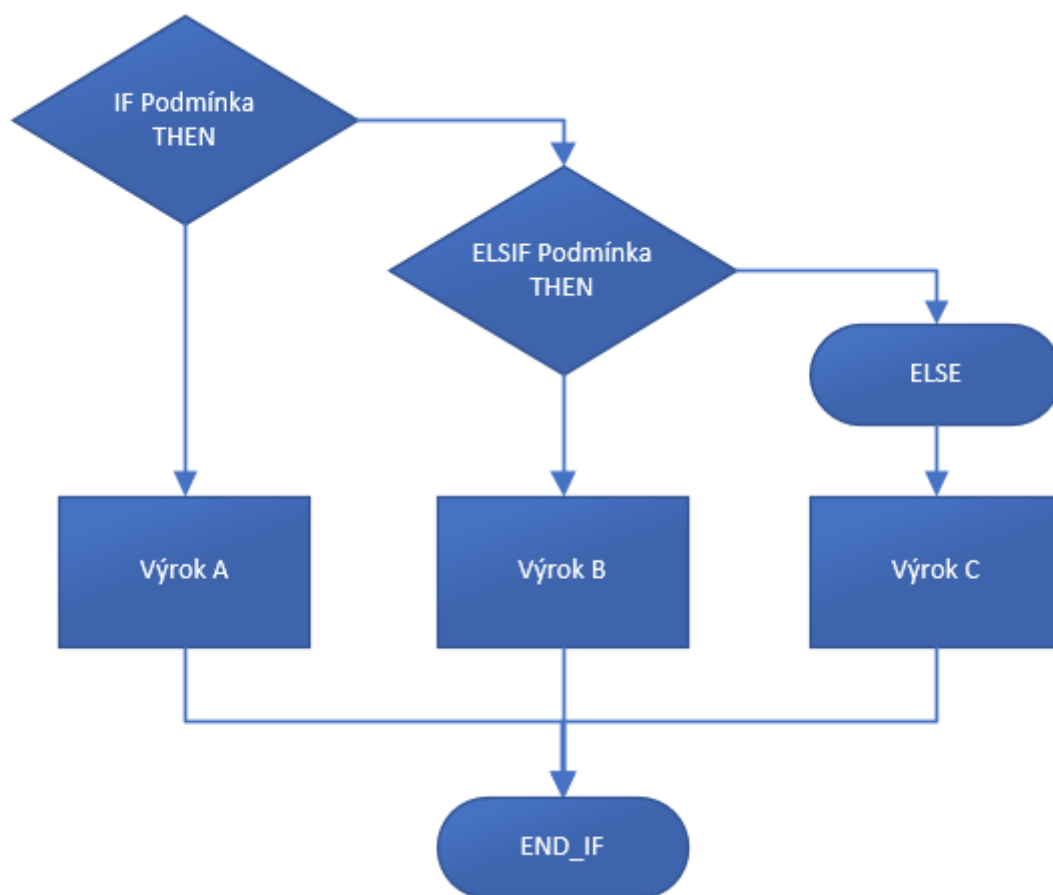 IF Podmínka
THEN
ELSIF Podmínka
THEN
ELSE
Výrok A
Výrok B
Výrok C
END_IF